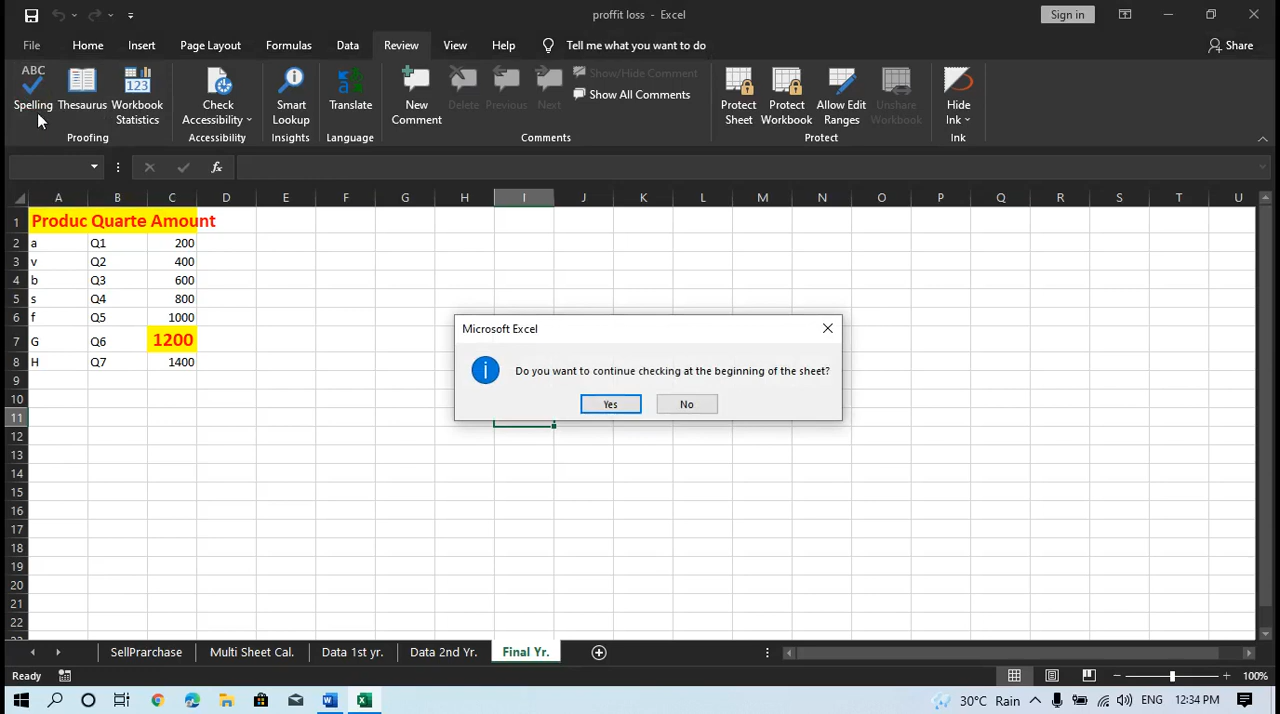 proffit loss - Excel
Sign in
File Home Insert Page Layout Formulas Data Review View Help Tell me what you want to do Share
ABC
Spelling Thesaurus Workbook Statistics
Check Accessibility
Smart Lookup
Translate
New Comment Delete Previous Next
Show/Hide Comment
Show All Comments
Protect Sheet Protect Workbook Allow Edit Ranges Unshare Workbook
Hide Ink
Proofing Accessibility Insights Language Comments Protect Ink
fx
A B C D E F G H I J K L M N O P Q R S T U
1 Produc Quarte Amount
2 a Q1 200
3 v Q2 400
4 b Q3 600
5 s Q4 800
6 f Q5 1000
7 G Q6 1200
8 H Q7 1400
9
10
11
12
13
14
15
16
17
18
19
20
21
22
23
Microsoft Excel
Do you want to continue checking at the beginning of the sheet?
Yes No
SellPrarchase Multi Sheet Cal. Data 1st yr. Data 2nd Yr. Final Yr.
Ready 100%
30°C Rain ENG 12:34 PM